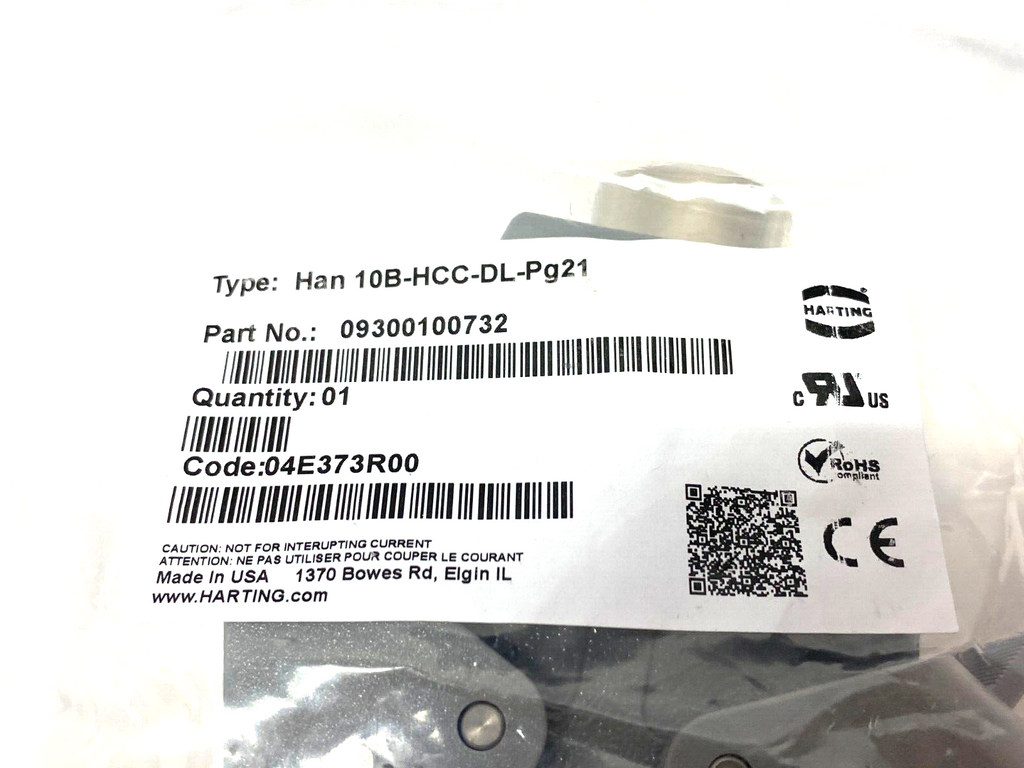 Type: Han 10B-HCC-DL-Pg21
Part No.: 09300100732
HARTING
Quantity: 01
c RU US
Code:04E373R00
RoHS
ompliant
CE
CAUTION: NOT FOR INTERUPTING CURRENT
ATTENTION: NE PAS UTILISER POUR COUPER LE COURANT
Made In USA 1370 Bowes Rd, Elgin IL
www.HARTING.com